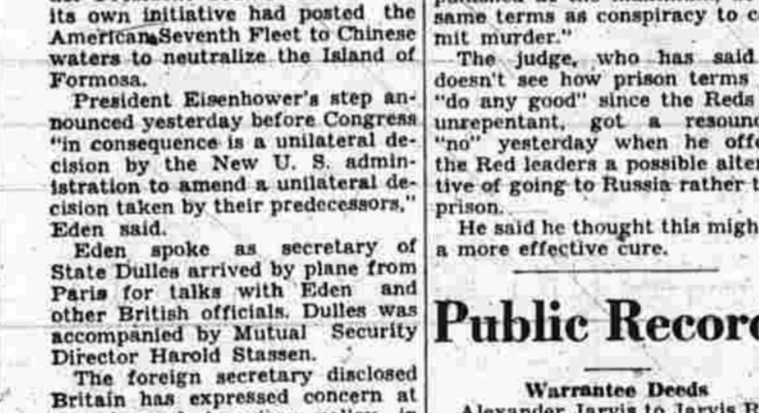 its own initiative had posted the
American Seventh Fleet to Chinese
waters to neutralize the Island of
Formosa.
President Eisenhower's step an-
nounced yesterday before Congress
"in consequence is a unilateral de-
cision by the New U. S. admin-
istration to amend a unilateral de-
cision taken by their predecessors,"
Eden said.
Eden spoke as secretary of
State Dulles arrived by plane from
Paris for talks with Eden and
other British officials. Dulles was
accompanied by Mutual Security
Director Harold Stassen.
The foreign secretary disclosed
Britain has expressed concern at
same terms as conspiracy to c
mit murder."
The judge, who has said
doesn't see how prison terms
"do any good" since the Reds
unrepentant, got a resoun
"no" yesterday when he offe
the Red leaders a possible alter
tive of going to Russia rather t
prison.
He said he thought this migh
a more effective cure.
Public Recor
Warrantee Deeds
Alexander Jarvis to Jarvis R